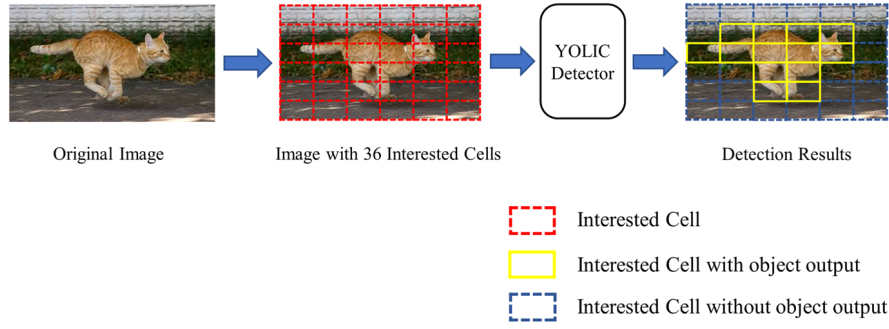 YOLIC
Detector
Original Image
Image with 36 Interested Cells
Detection Results
Interested Cell
Interested Cell with object output
Interested Cell without object output